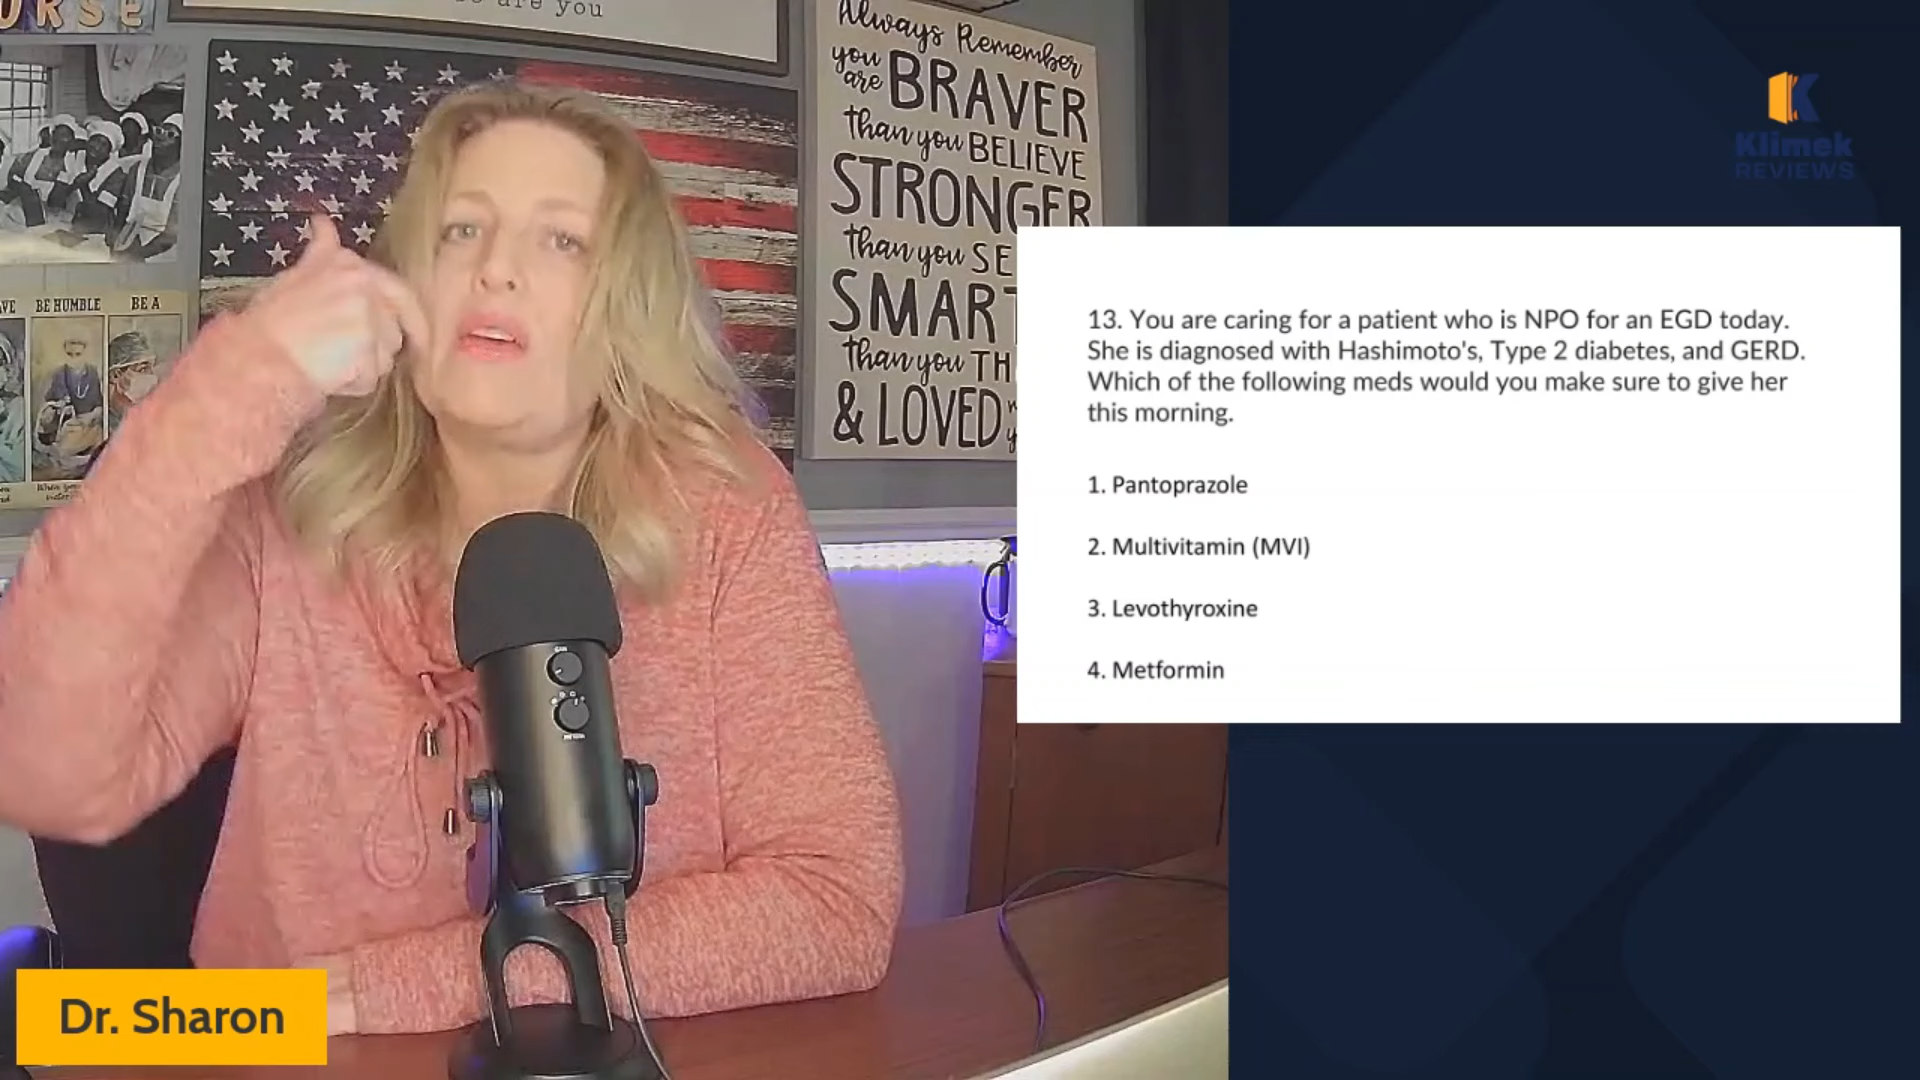 are you
Always Remember
you are BRAVER
than you BELIEVE
STRONGER
than you SE
SMART
than you TH
& LOVED
BE HUMBLE
BE A
Klimek
REVIEWS
13. You are caring for a patient who is NPO for an EGD today.
She is diagnosed with Hashimoto's, Type 2 diabetes, and GERD.
Which of the following meds would you make sure to give her
this morning.
1. Pantoprazole
2. Multivitamin (MVI)
3. Levothyroxine
4. Metformin
Dr. Sharon